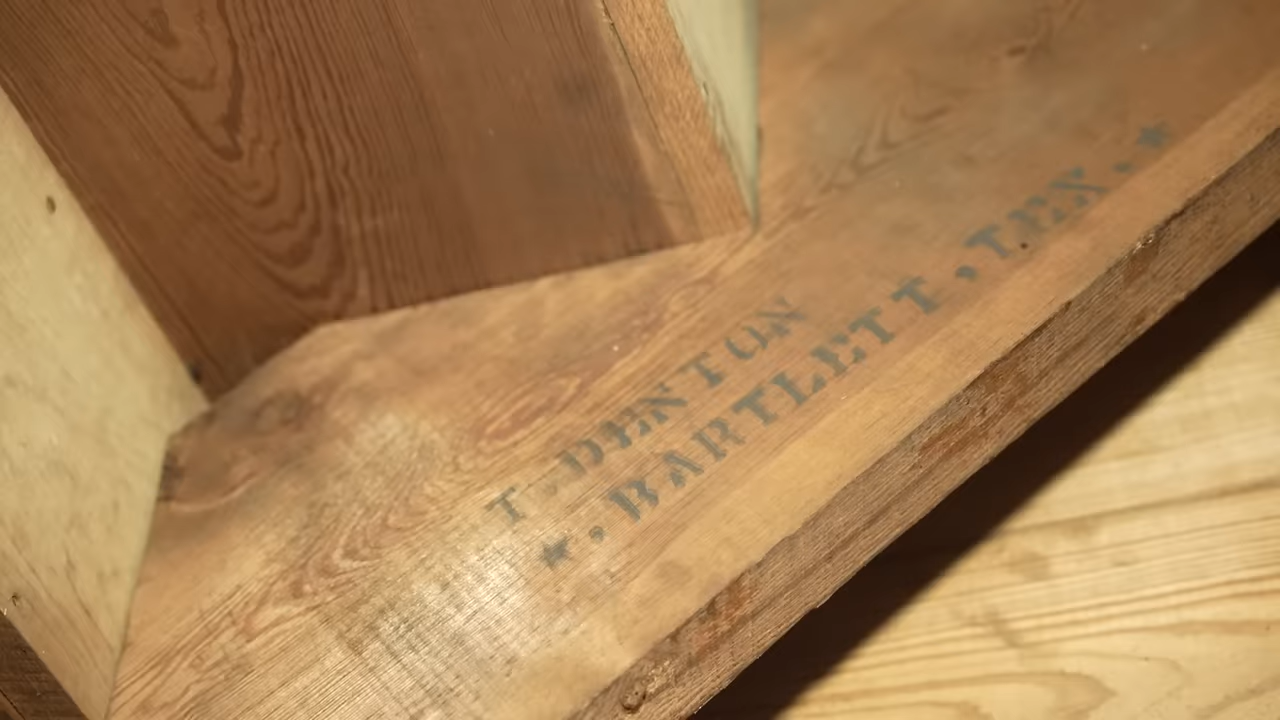 T. DENTON
★ . BARTLETT, TEX. ★